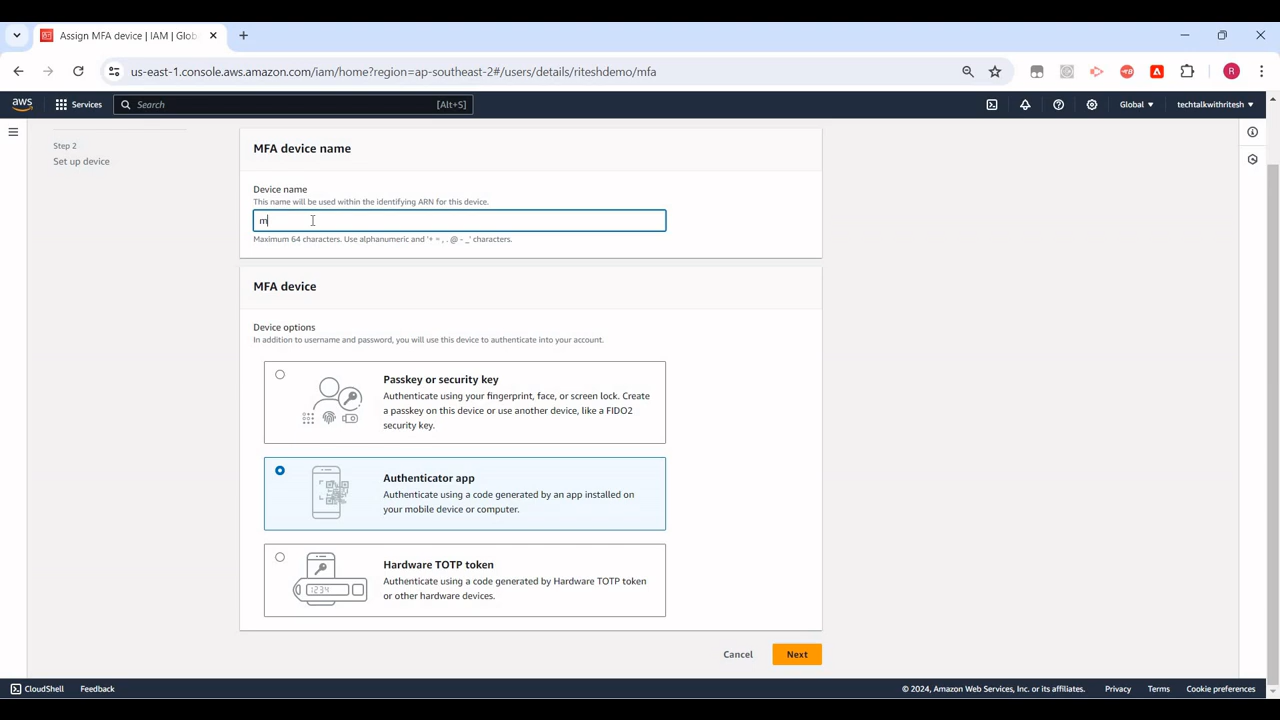 Assign MFA device | IAM | Glob
us-east-1.console.aws.amazon.com/iam/home?region=ap-southeast-2#/users/details/riteshdemo/mfa
R
aws
Services
Search
[Alt+S]
Global
techtalkwithritesh
Step 2
Set up device
MFA device name
Device name
This name will be used within the identifying ARN for this device.
m
Maximum 64 characters. Use alphanumeric and '+ = , . @ - _' characters.
MFA device
Device options
In addition to username and password, you will use this device to authenticate into your account.
Passkey or security key
Authenticate using your fingerprint, face, or screen lock. Create
a passkey on this device or use another device, like a FIDO2
security key.
Authenticator app
Authenticate using a code generated by an app installed on
your mobile device or computer.
1234
Hardware TOTP token
Authenticate using a code generated by Hardware TOTP token
or other hardware devices.
Cancel
Next
CloudShell
Feedback
© 2024, Amazon Web Services, Inc. or its affiliates.
Privacy
Terms
Cookie preferences